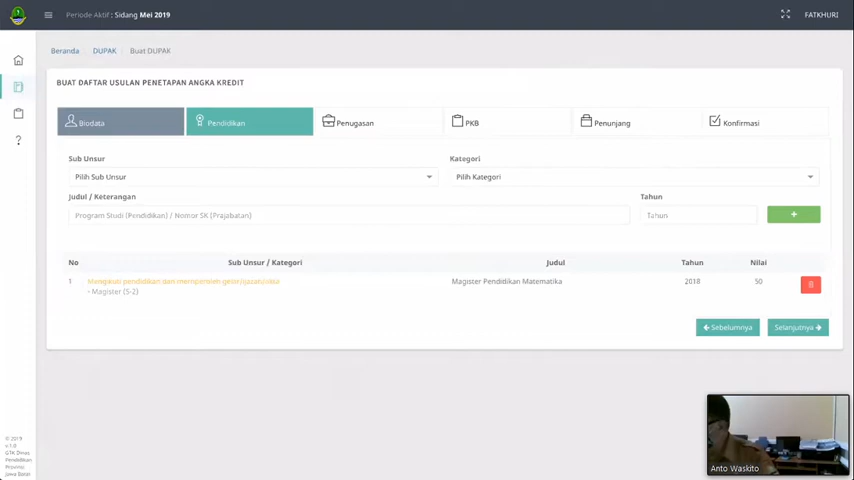 Periode Aktif : Sidang Mei 2019
FATKHURI
Beranda DUPAK Buat DUPAK
BUAT DAFTAR USULAN PENETAPAN ANGKA KREDIT
Biodata Pendidikan Penugasan PKB Penunjang Konfirmasi
Sub Unsur Kategori
Pilih Sub Unsur Pilih Kategori
Judul / Keterangan Tahun
Program Studi (Pendidikan) / Nomor SK (Prajabatan) Tahun +
No Sub Unsur / Kategori Judul Tahun Nilai
1 Mengikuti pendidikan dan memperoleh gelar/ijazah/akta Magister Pendidikan Matematika 2018 50
- Magister (S-2)
Sebelumnya Selanjutnya
?
© 2019
v.1.0
GTK Dinas
Pendidikan
Provinsi
Jawa Barat
Anto Waskito